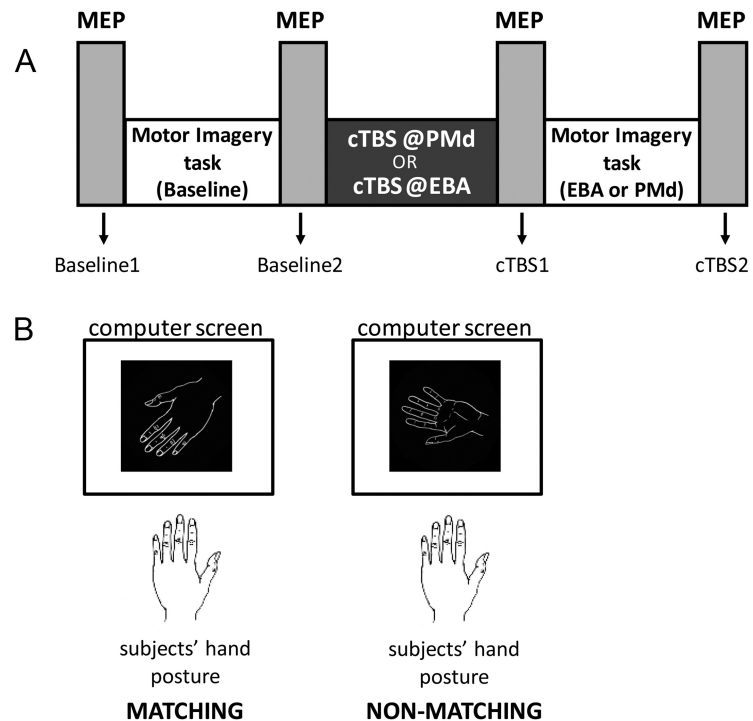 MEP MEP MEP MEP
A
Motor Imagery
task
(Baseline)
cTBS @PMd
OR
cTBS @EBA
Motor Imagery
task
(EBA or PMd)
Baseline1 Baseline2 cTBS1 cTBS2
B
computer screen computer screen
subjects' hand
posture
MATCHING
subjects' hand
posture
NON-MATCHING